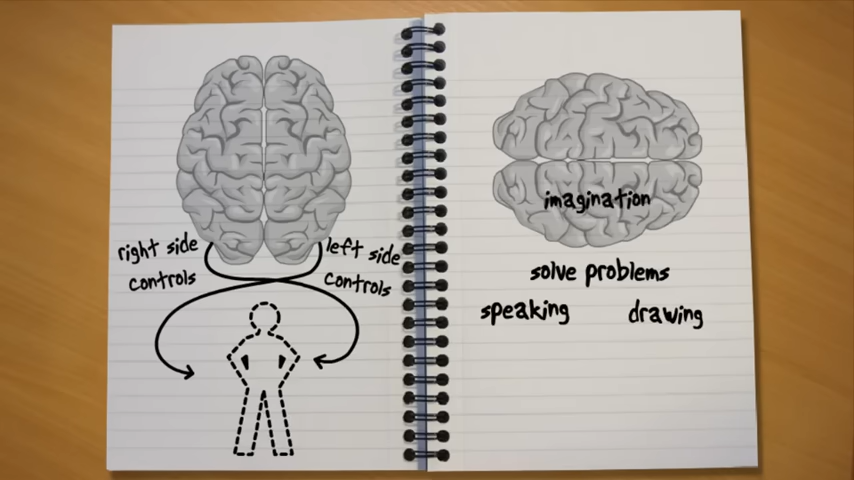 right side
controls
left side
controls
imagination
solve problems
speaking
drawing